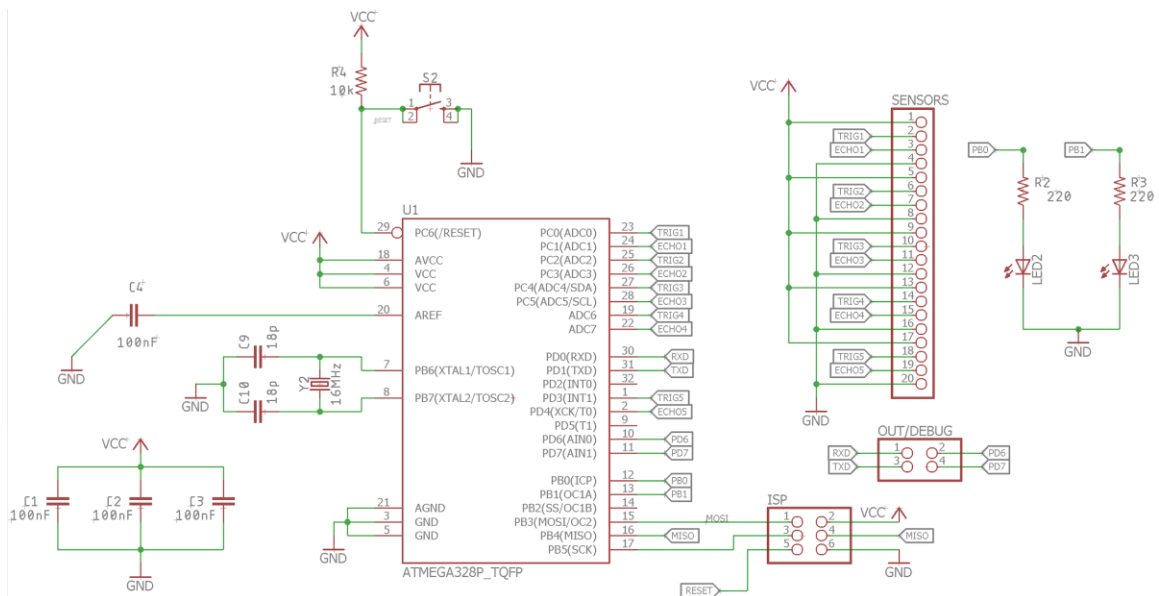 VCC
R4
10k
S2
1
2
3
4
RESET
GND
U1
29
PC6(/RESET)
VCC
18
AVCC
4
VCC
6
VCC
20
AREF
C4
100nF
GND
C9
18p
C10
18p
Y2
16MHz
GND
7
PB6(XTAL1/TOSC1)
8
PB7(XTAL2/TOSC2)
VCC
C1
100nF
C2
100nF
C3
100nF
GND
21
AGND
3
GND
5
GND
GND
ATMEGA328P_TQFP
PC0(ADC0) 23 TRIG1
PC1(ADC1) 24 ECHO1
PC2(ADC2) 25 TRIG2
PC3(ADC3) 26 ECHO2
PC4(ADC4/SDA) 27 TRIG3
PC5(ADC5/SCL) 28 ECHO3
ADC6 19 TRIG4
ADC7 22 ECHO4
PD0(RXD) 30 RXD
PD1(TXD) 31 TXD
PD2(INT0) 32
PD3(INT1) 1 TRIG5
PD4(XCK/T0) 2 ECHO5
PD5(T1) 9
PD6(AIN0) 10 PD6
PD7(AIN1) 11 PD7
PB0(ICP) 12 PB0
PB1(OC1A) 13 PB1
PB2(SS/OC1B) 14
PB3(MOSI/OC2) 15 MOSI
PB4(MISO) 16 MISO
PB5(SCK) 17
VCC
SENSORS
1
TRIG1 2
ECHO1 3
4
5
TRIG2 6
ECHO2 7
8
9
TRIG3 10
ECHO3 11
12
13
TRIG4 14
ECHO4 15
16
17
TRIG5 18
ECHO5 19
20
GND
PB0
R2
220
LED2
PB1
R3
220
LED3
GND
OUT/DEBUG
RXD 1 2 PD6
TXD 3 4 PD7
ISP
1 2 VCC
3 4 MISO
5 6 GND
RESET